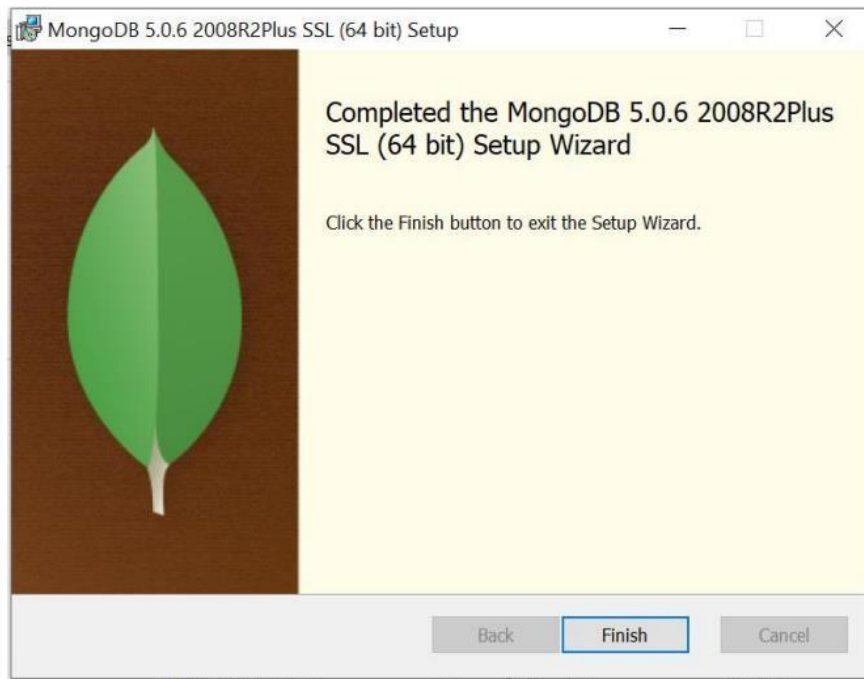 MongoDB 5.0.6 2008R2Plus SSL (64 bit) Setup
Completed the MongoDB 5.0.6 2008R2Plus
SSL (64 bit) Setup Wizard
Click the Finish button to exit the Setup Wizard.
Back Finish Cancel